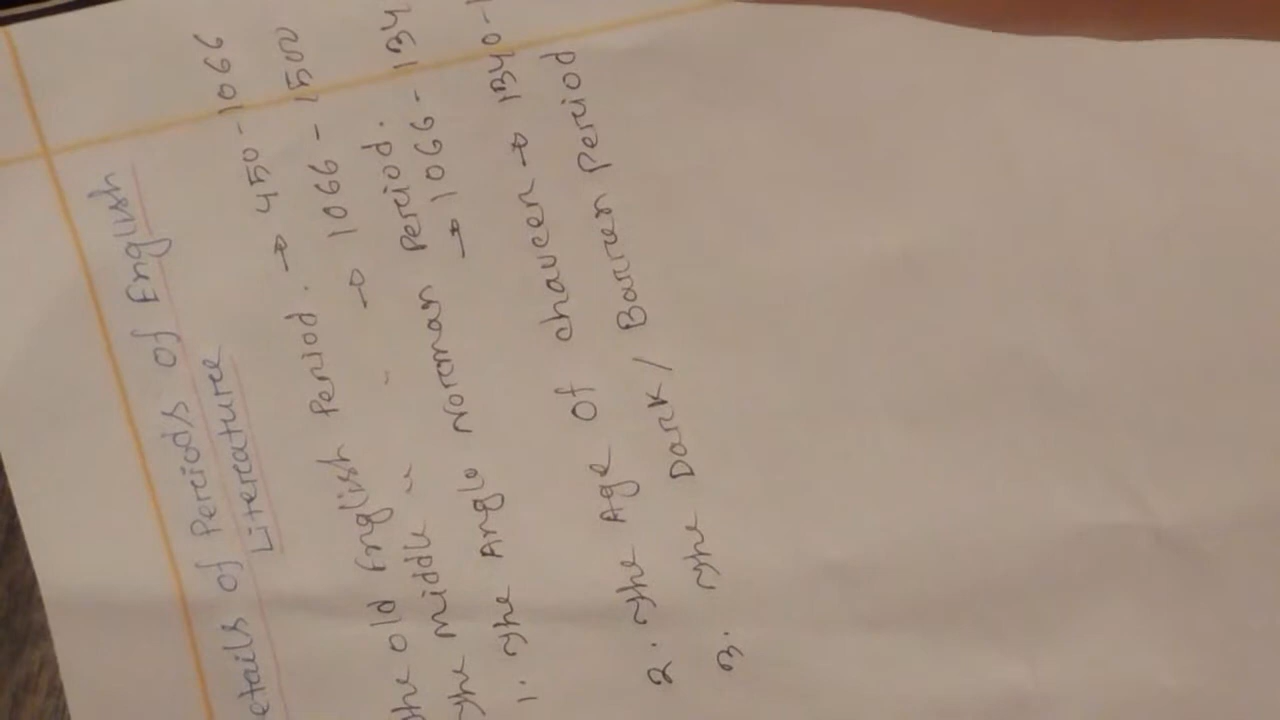 etails of Periods of English
Literature
The old English Period. → 450-1066
The middle " " → 1066 - 1500
1. The Anglo Norman Period. → 1066- 134
2. The Age Of Chaucer → 1340-
3. The Dark / Barren Period